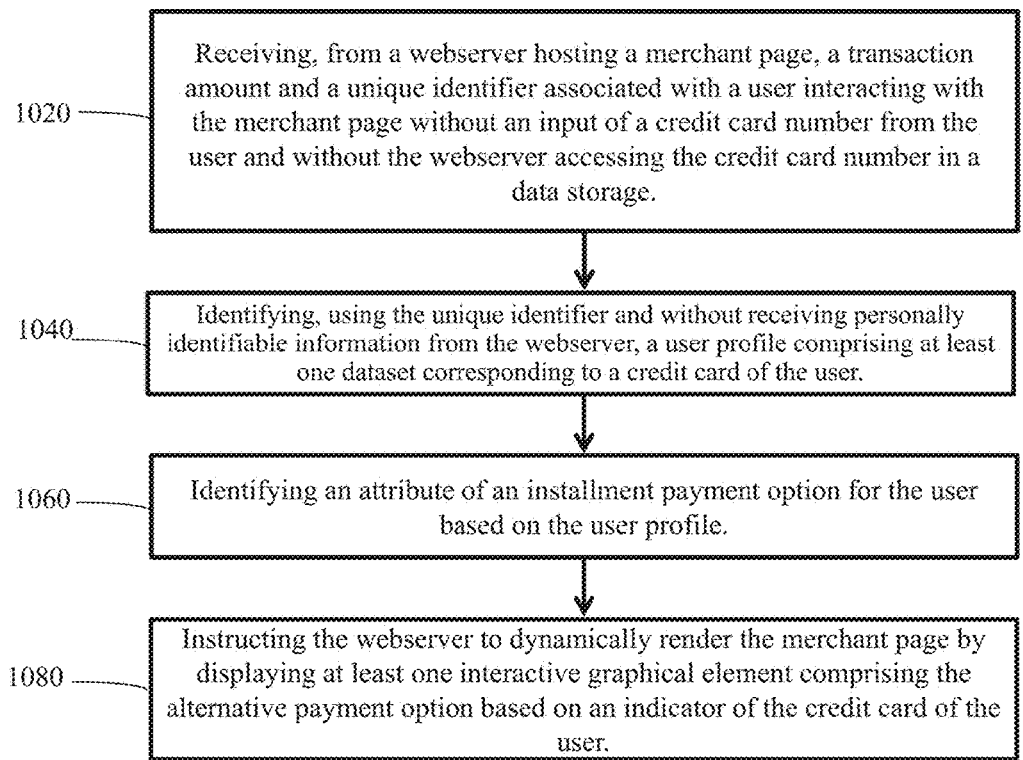 Receiving, from a webserver hosting a merchant page, a transaction
amount and a unique identifier associated with a user interacting with
1020
the merchant page without an input of a credit card number from the
user and without the webserver accessing the credit card number in a
data storage.
1040
Identifying, using the unique identifier and without receiving personally
identifiable information from the webserver, a user profile comprising at least
one dataset corresponding to a credit card of the user.
1060
Identifying an attribute of an installment payment option for the user
based on the user profile.
Instructing the webserver to dynamically render the merchant page by
1080
displaying at least one interactive graphical element comprising the
alternative payment option based on an indicator of the credit card of the
user.